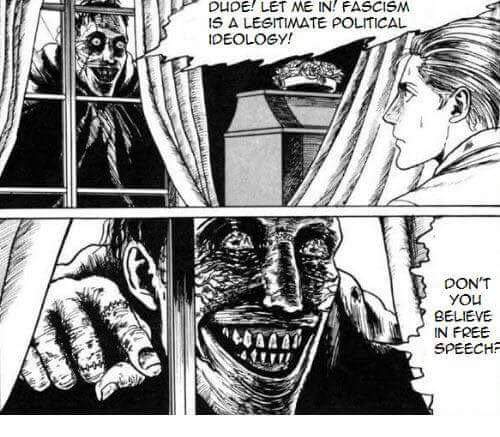 DUDE! LET ME IN! FASCISM
IS A LEGITIMATE POLITICAL
IDEOLOGY!
DON'T
YOU
BELIEVE
IN FREE
SPEECH?